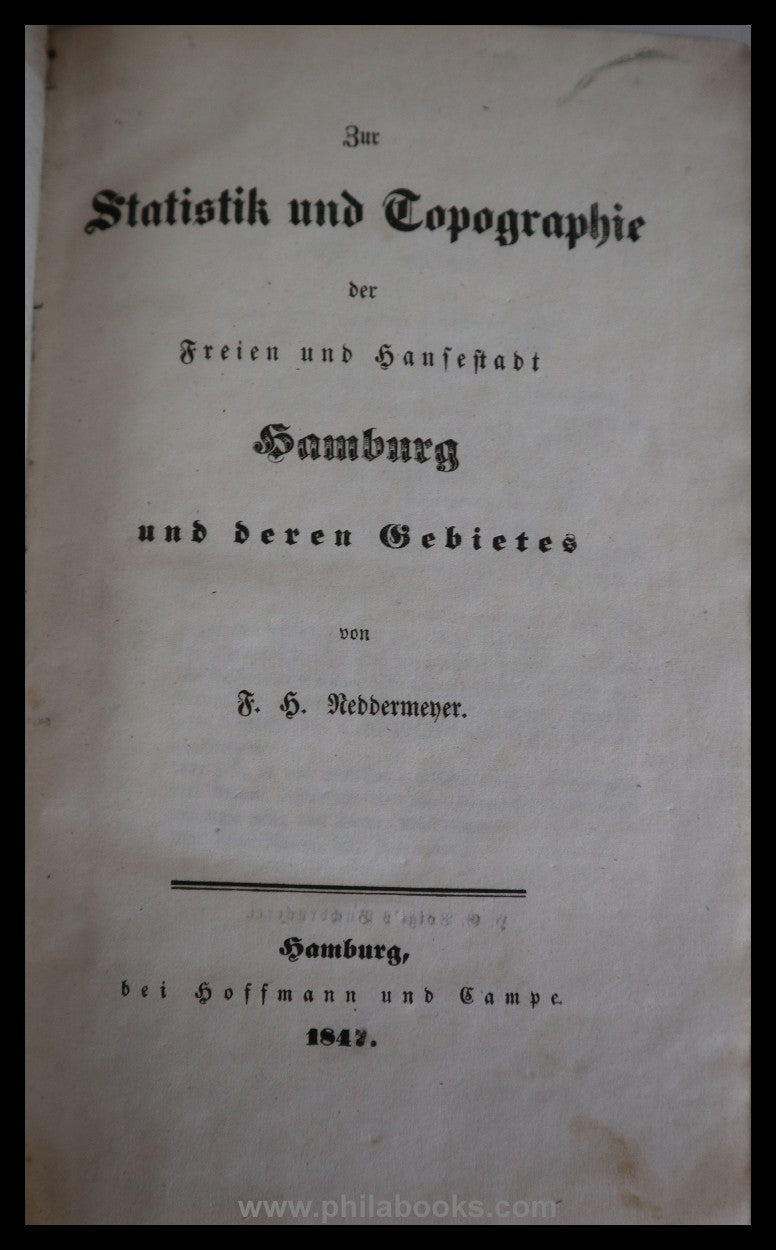 Zur
Statistik und Topographie
der
Freien und Hansestadt
Hamburg
und deren Gebietes
von
F. H. Neddermeyer.
Hamburg,
bei Hoffmann und Campe.
1847.
www.philabooks.com